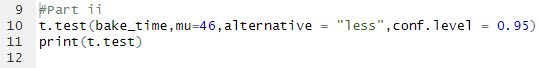 9 #Part ii
10 t.test(bake_time,mu=46,alternative = "less",conf.level = 0.95)
11 print(t.test)
12